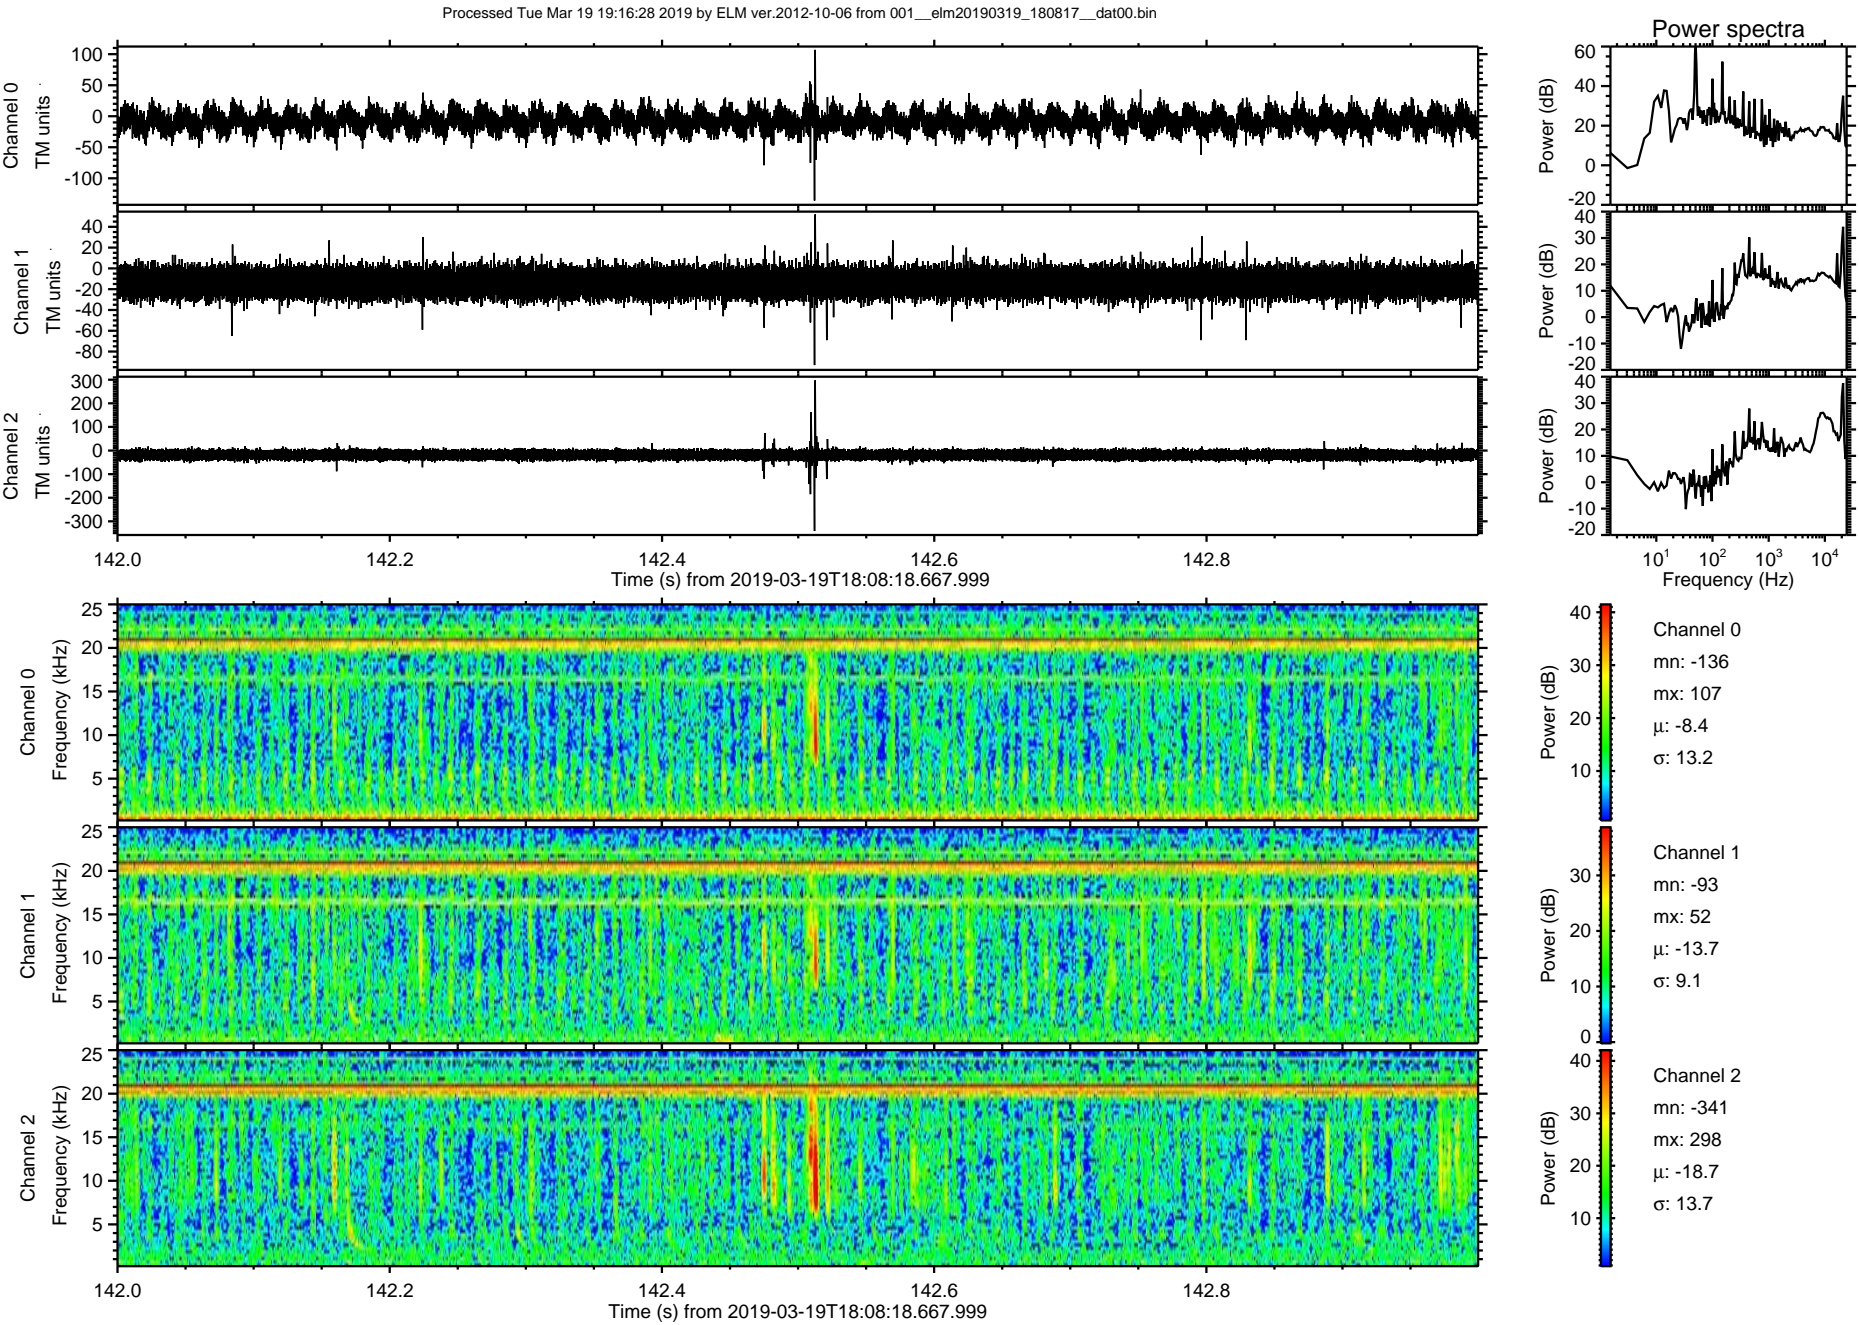 Processed Tue Mar 19 19:16:28 2019 by ELM ver.2012-10-06 from 001__elm20190319_180817__dat00.bin
Power spectra
Channel 0
TM units
100
50
0
-50
-100
Power (dB)
60
40
20
0
-20
Channel 1
TM units
40
20
0
-20
-40
-60
-80
Power (dB)
40
30
20
10
0
-10
-20
Channel 2
TM units
300
200
100
0
-100
-200
-300
Power (dB)
40
30
20
10
0
-10
-20
142.0 142.2 142.4 142.6 142.8
Time (s) from 2019-03-19T18:08:18.667.999
10^1 10^2 10^3 10^4
Frequency (Hz)
Channel 0
Frequency (kHz)
25
20
15
10
5
Power (dB)
40
30
20
10
Channel 0
mn: -136
mx: 107
μ: -8.4
σ: 13.2
Channel 1
Frequency (kHz)
25
20
15
10
5
Power (dB)
30
20
10
0
Channel 1
mn: -93
mx: 52
μ: -13.7
σ: 9.1
Channel 2
Frequency (kHz)
25
20
15
10
5
Power (dB)
40
30
20
10
Channel 2
mn: -341
mx: 298
μ: -18.7
σ: 13.7
142.0 142.2 142.4 142.6 142.8
Time (s) from 2019-03-19T18:08:18.667.999